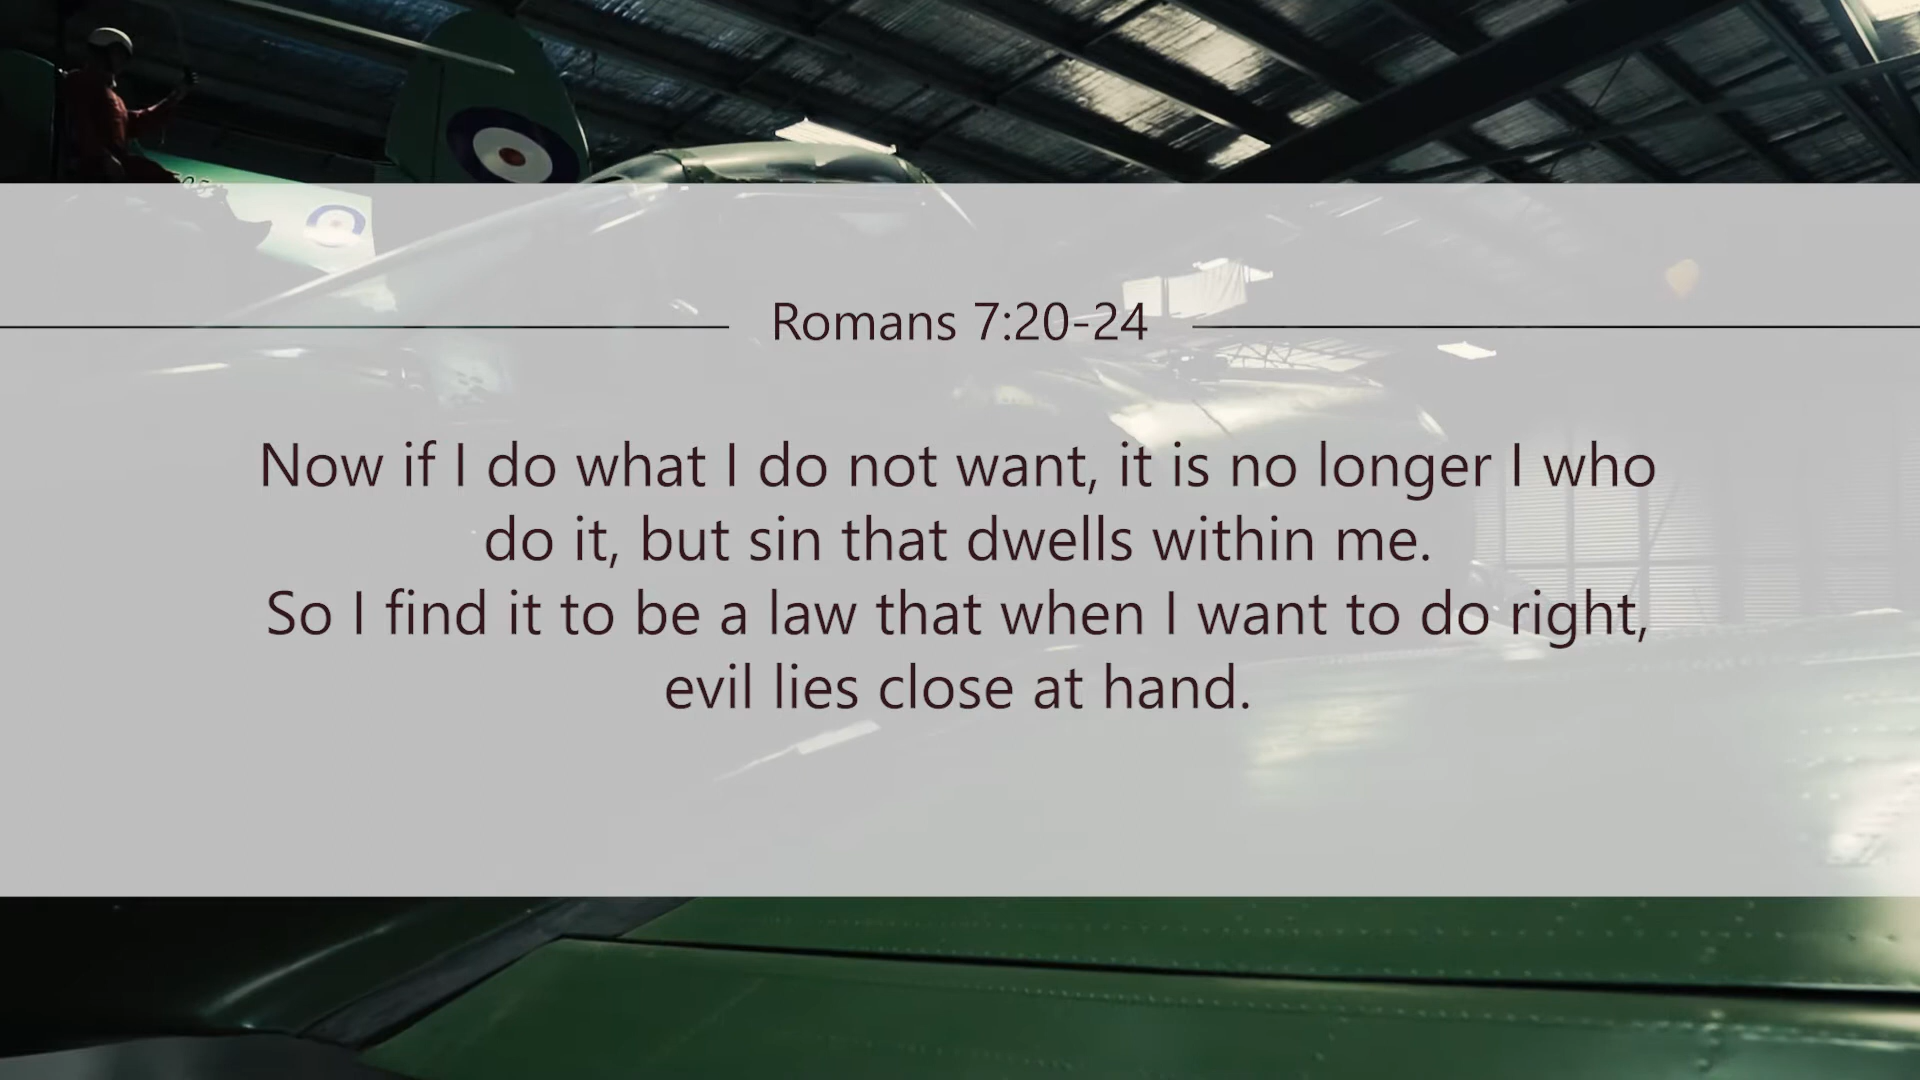 Romans 7:20-24
Now if I do what I do not want, it is no longer I who
do it, but sin that dwells within me.
So I find it to be a law that when I want to do right,
evil lies close at hand.